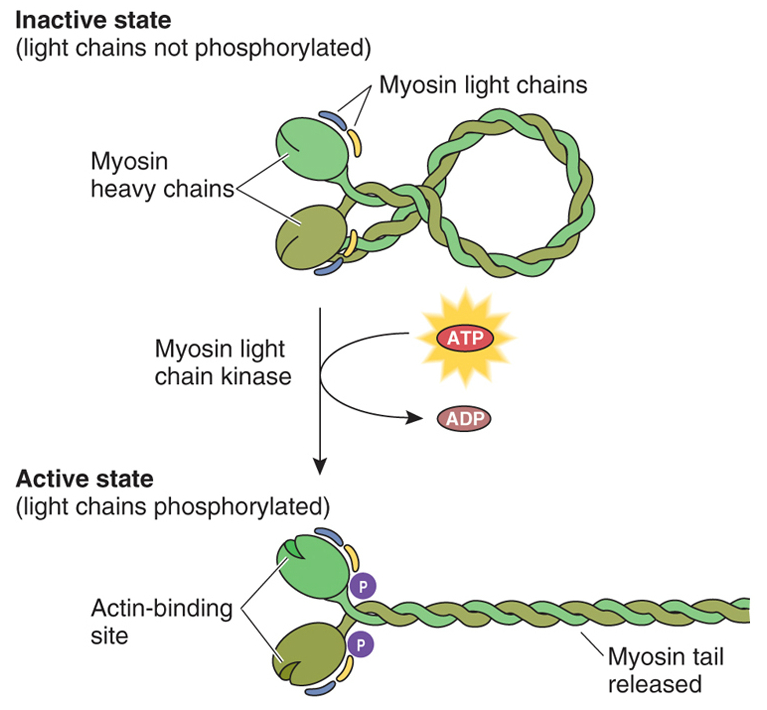 Inactive state
(light chains not phosphorylated)
Myosin light chains
Myosin
heavy chains
ATP
Myosin light
chain kinase
ADP
Active state
(light chains phosphorylated)
P
Actin-binding
site
P
Myosin tail
released